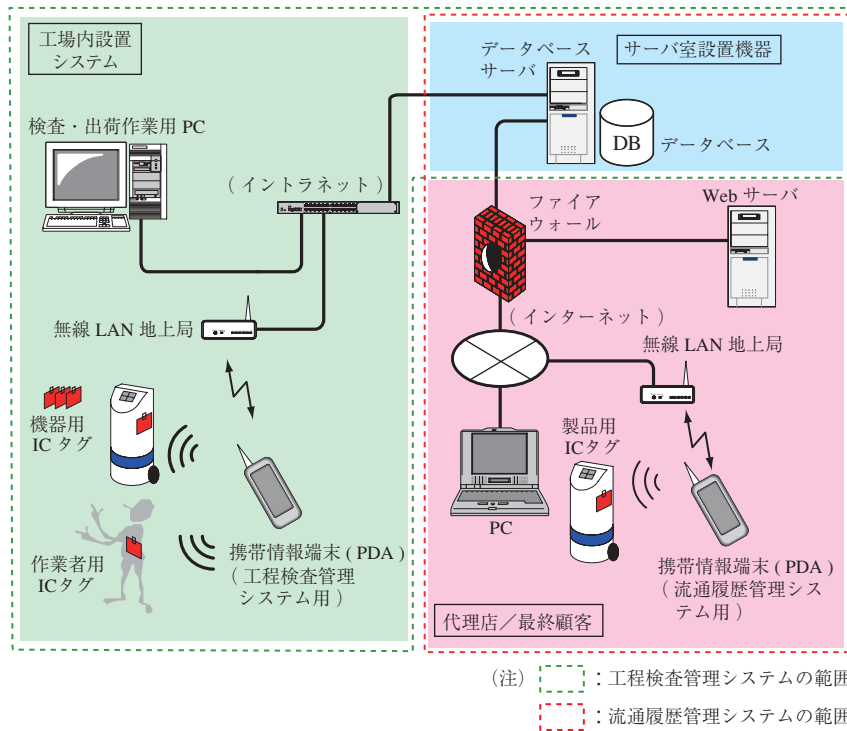 工場内設置
システム
検査・出荷作業用 PC
( イントラネット )
無線 LAN 地上局
機器用
IC タグ
作業者用
ICタグ
携帯情報端末 ( PDA )
( 工程検査管理
システム用 )
データベース
サーバ
サーバ室設置機器
DB
データベース
ファイア
ウォール
Web サーバ
( インターネット )
無線 LAN 地上局
製品用
ICタグ
PC
携帯情報端末 ( PDA )
( 流通履歴管理シス
テム用 )
代理店／最終顧客
(注)
：工程検査管理システムの範囲
：流通履歴管理システムの範囲